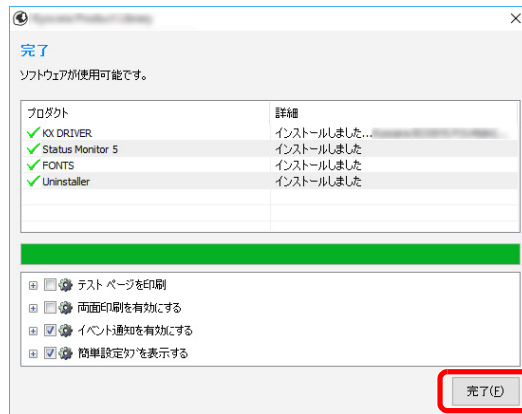 完了
ソフトウェアが使用可能です。
プロダクト 詳細
KX DRIVER インストールしました...
Status Monitor 5 インストールしました
FONTS インストールしました
Uninstaller インストールしました
テスト ページを印刷
両面印刷を有効にする
イベント通知を有効にする
簡単設定タブを表示する
完了(F)